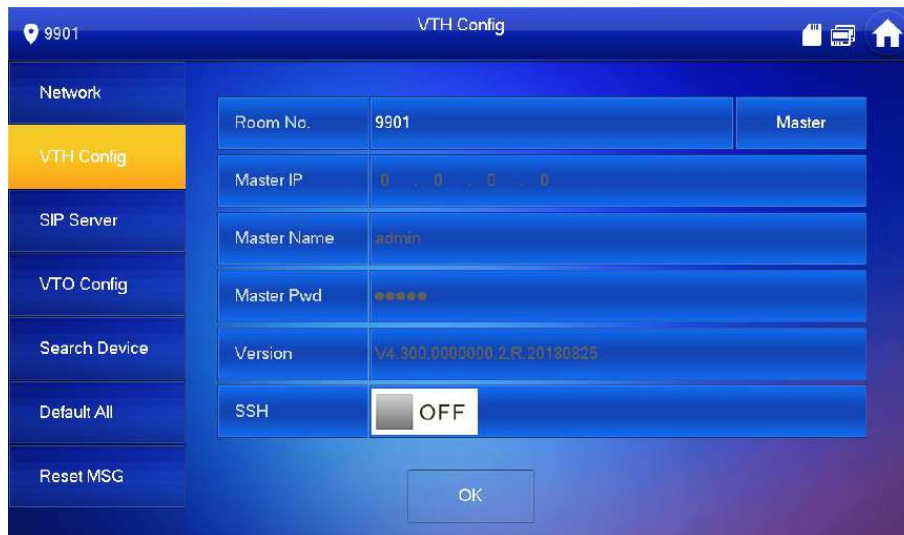 9901
VTH Config
Network
VTH Config
SIP Server
VTO Config
Search Device
Default All
Reset MSG
Room No. 9901 Master
Master IP 0 . 0 . 0 . 0
Master Name admin
Master Pwd ●●●●●
Version V4.300.0000000.2.R.20180825
SSH OFF
OK